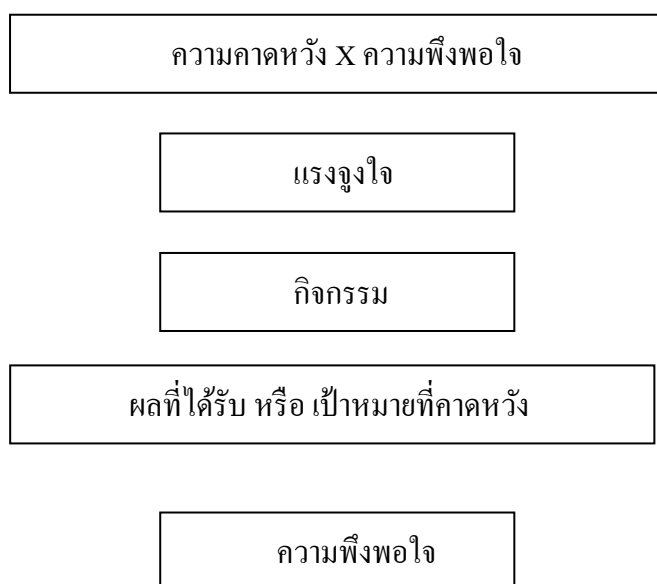 ความคาดหวัง X ความพึงพอใจ
แรงจูงใจ
กิจกรรม
ผลที่ได้รับ หรือ เป้าหมายที่คาดหวัง
ความพึงพอใจ